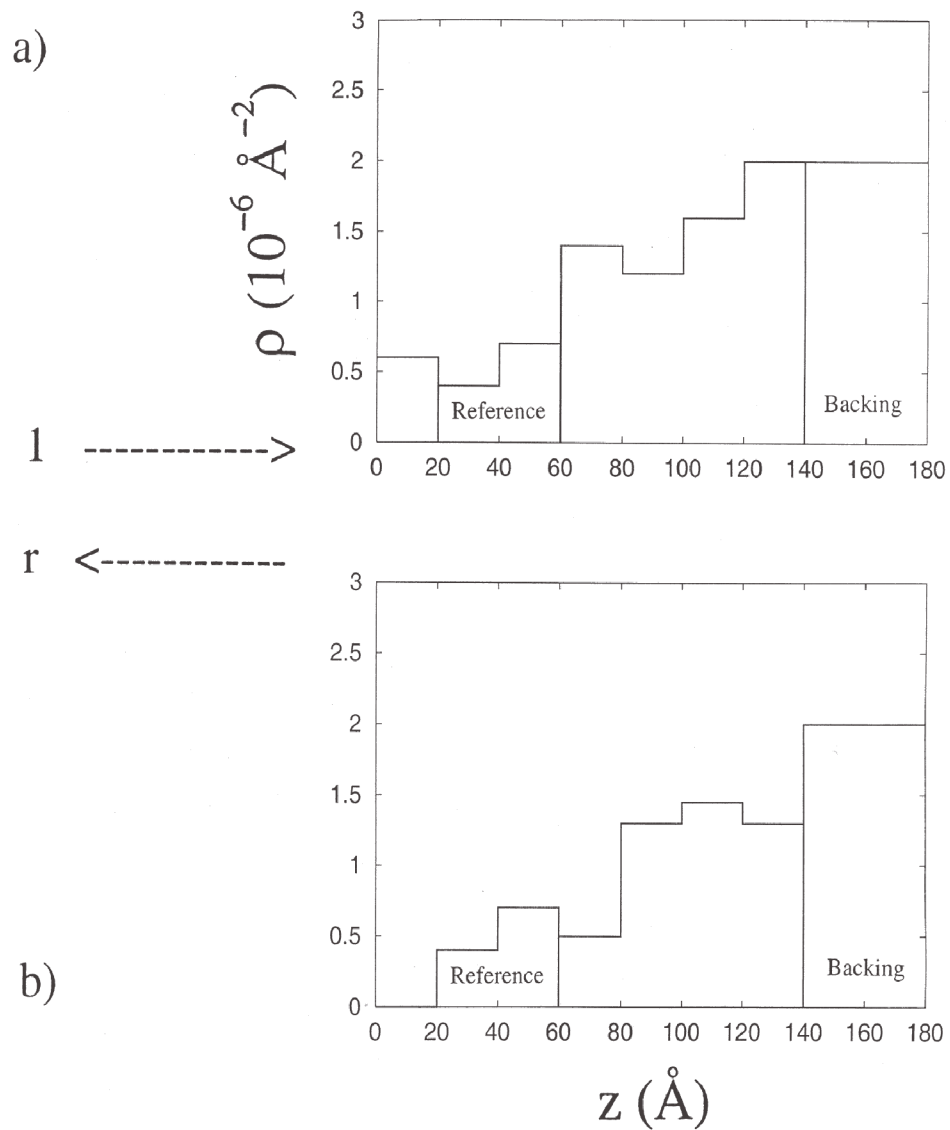 a)
ρ (10⁻⁶ Å⁻²)
3
2.5
2
1.5
1
0.5
0
Reference
Backing
0 20 40 60 80 100 120 140 160 180
l ------------>
r <------------
3
2.5
2
1.5
1
0.5
0
Reference
Backing
b)
0 20 40 60 80 100 120 140 160 180
z (Å)